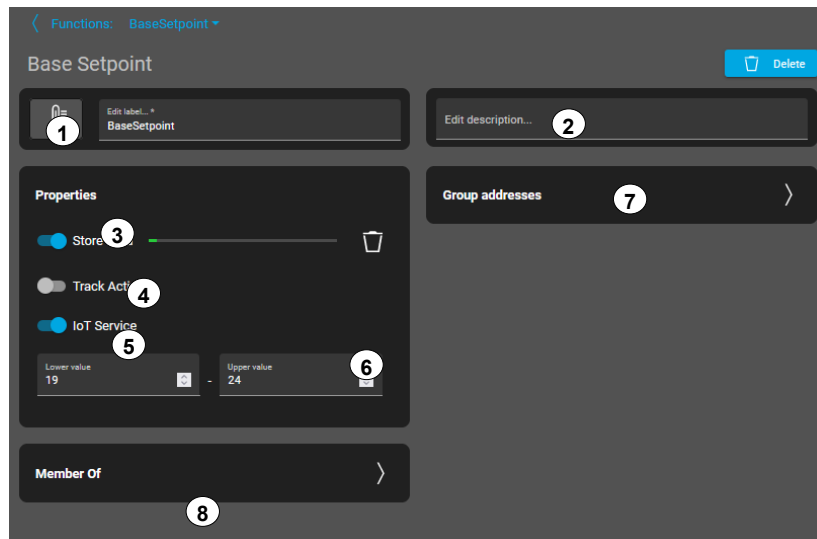 Functions: BaseSetpoint
Base Setpoint
Delete
1
Edit label... *
BaseSetpoint
Edit description...
2
Properties
Store
3
Track
4
IoT Service
5
Lower value
19
-
Upper value
24
6
Group addresses
7
Member Of
8